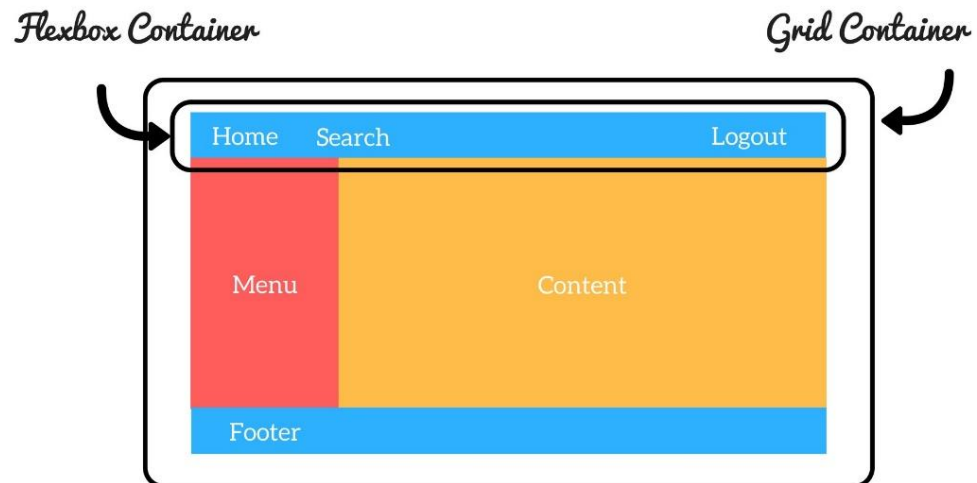 Flexbox Container
Grid Container
Home Search Logout
Menu Content
Footer